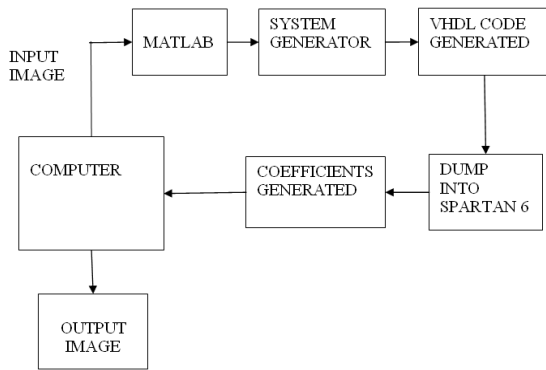 INPUT
IMAGE
MATLAB
SYSTEM
GENERATOR
VHDL CODE
GENERATED
COMPUTER
COEFFICIENTS
GENERATED
DUMP
INTO
SPARTAN 6
OUTPUT
IMAGE